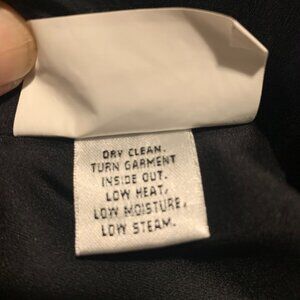 DRY CLEAN.
TURN GARMENT
INSIDE OUT.
LOW HEAT,
LOW MOISTURE,
LOW STEAM.